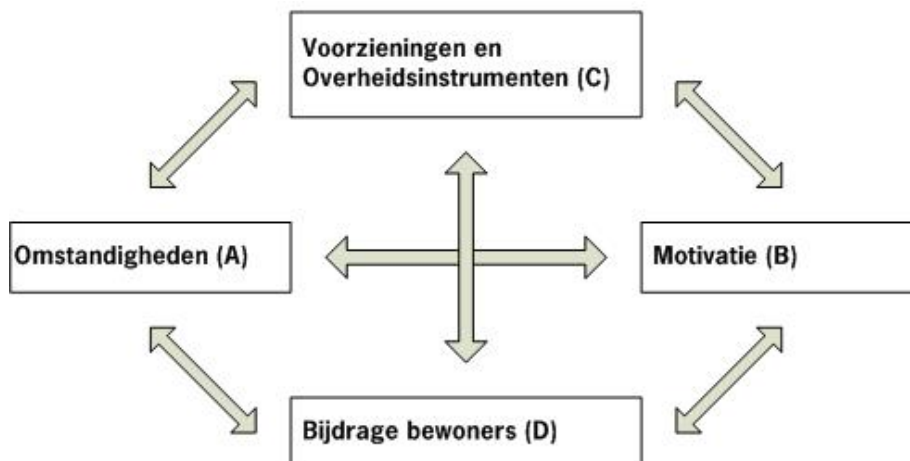 Voorzieningen en
Overheidsinstrumenten (C)
Omstandigheden (A)
Motivatie (B)
Bijdrage bewoners (D)